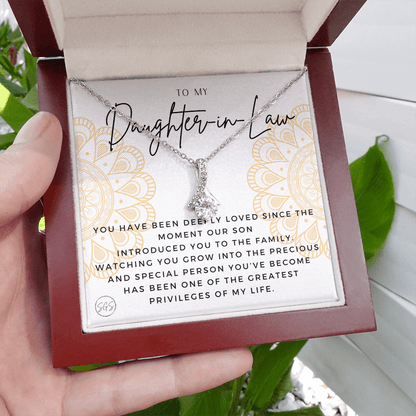 TO MY
Daughter-in-Law
YOU HAVE BEEN DEEPLY LOVED SINCE THE
MOMENT OUR SON
INTRODUCED YOU TO THE FAMILY.
WATCHING YOU GROW INTO THE PRECIOUS
AND SPECIAL PERSON YOU'VE BECOME
HAS BEEN ONE OF THE GREATEST
PRIVILEGES OF MY LIFE.
SGS